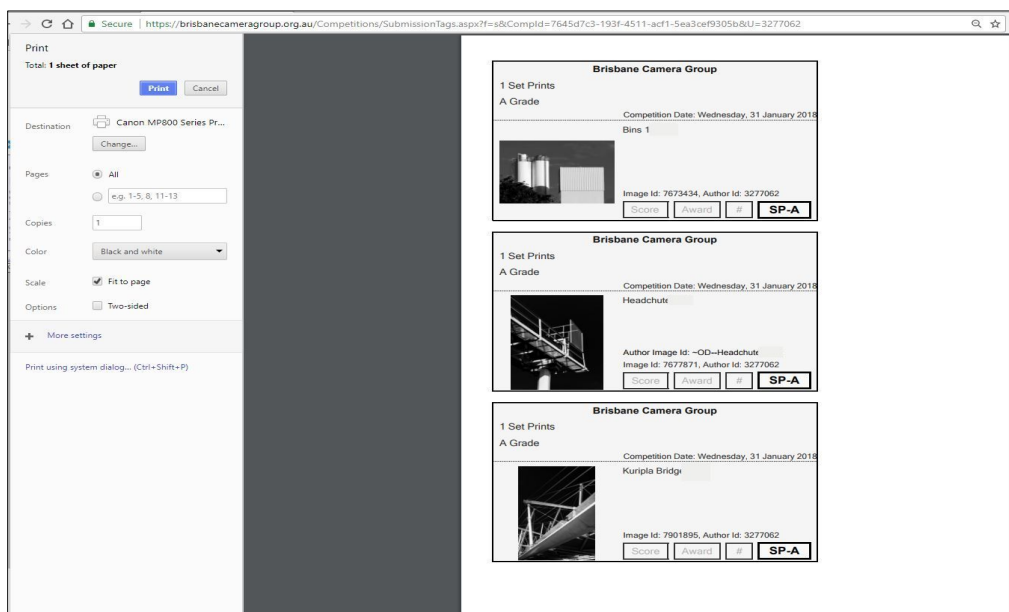 Secure | https://brisbanecameragroup.org.au/Competitions/SubmissionTags.aspx?f=s&CompId=7645d7c3-193f-4511-acf1-5ea3cef9305b&U=3277062
Print
Total: 1 sheet of paper
Print Cancel
Destination Canon MP800 Series Pr...
Change...
Pages All
e.g. 1-5, 8, 11-13
Copies 1
Color Black and white
Scale Fit to page
Options Two-sided
+ More settings
Print using system dialog... (Ctrl+Shift+P)
Brisbane Camera Group
1 Set Prints
A Grade
Competition Date: Wednesday, 31 January 2018
Bins 1
Image Id: 7673434, Author Id: 3277062
Score Award # SP-A
Brisbane Camera Group
1 Set Prints
A Grade
Competition Date: Wednesday, 31 January 2018
Headchute
Author Image Id: ~OD--Headchute
Image Id: 7677871, Author Id: 3277062
Score Award # SP-A
Brisbane Camera Group
1 Set Prints
A Grade
Competition Date: Wednesday, 31 January 2018
Kuripla Bridge
Image Id: 7901895, Author Id: 3277062
Score Award # SP-A